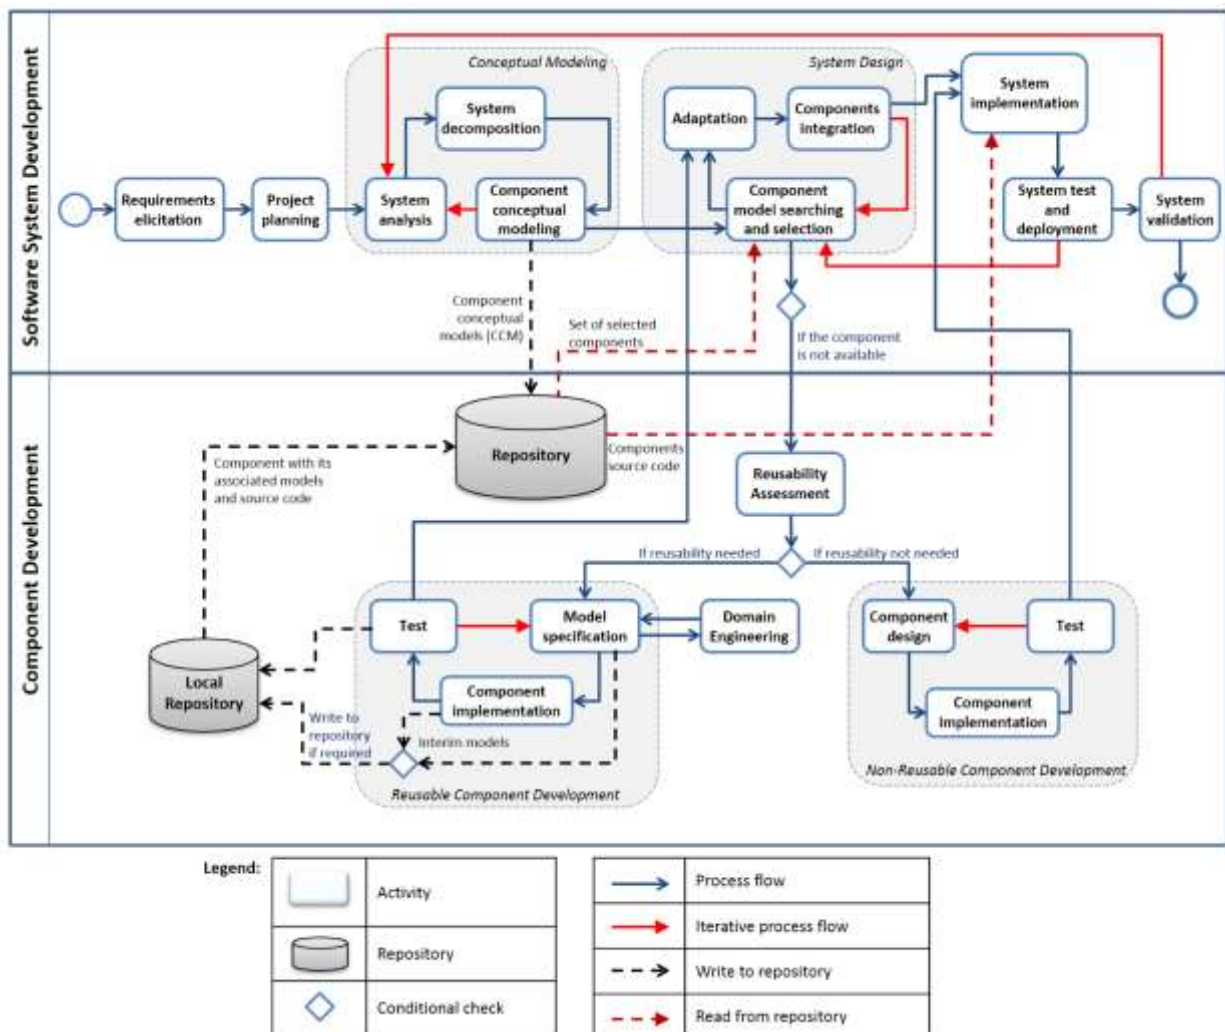 Software System Development
Conceptual Modeling
System
decomposition
Requirements
elicitation
Project
planning
System
analysis
Component
conceptual
modeling
System Design
Adaptation
Components
integration
Component
model searching
and selection
System
implementation
System test
and
deployment
System
validation
Component
conceptual
models (CCM)
Set of selected
components
If the component
is not available
Component Development
Repository
Components
source code
Component with its
associated models
and source code
Reusability
Assessment
If reusability needed
If reusability not needed
Test
Model
specification
Domain
Engineering
Component
design
Test
Local
Repository
Component
implementation
Component
Implementation
Write to
repository
if required
Interim models
Reusable Component Development
Non-Reusable Component Development
Legend:
Activity
Repository
Conditional check
Process flow
Iterative process flow
Write to repository
Read from repository